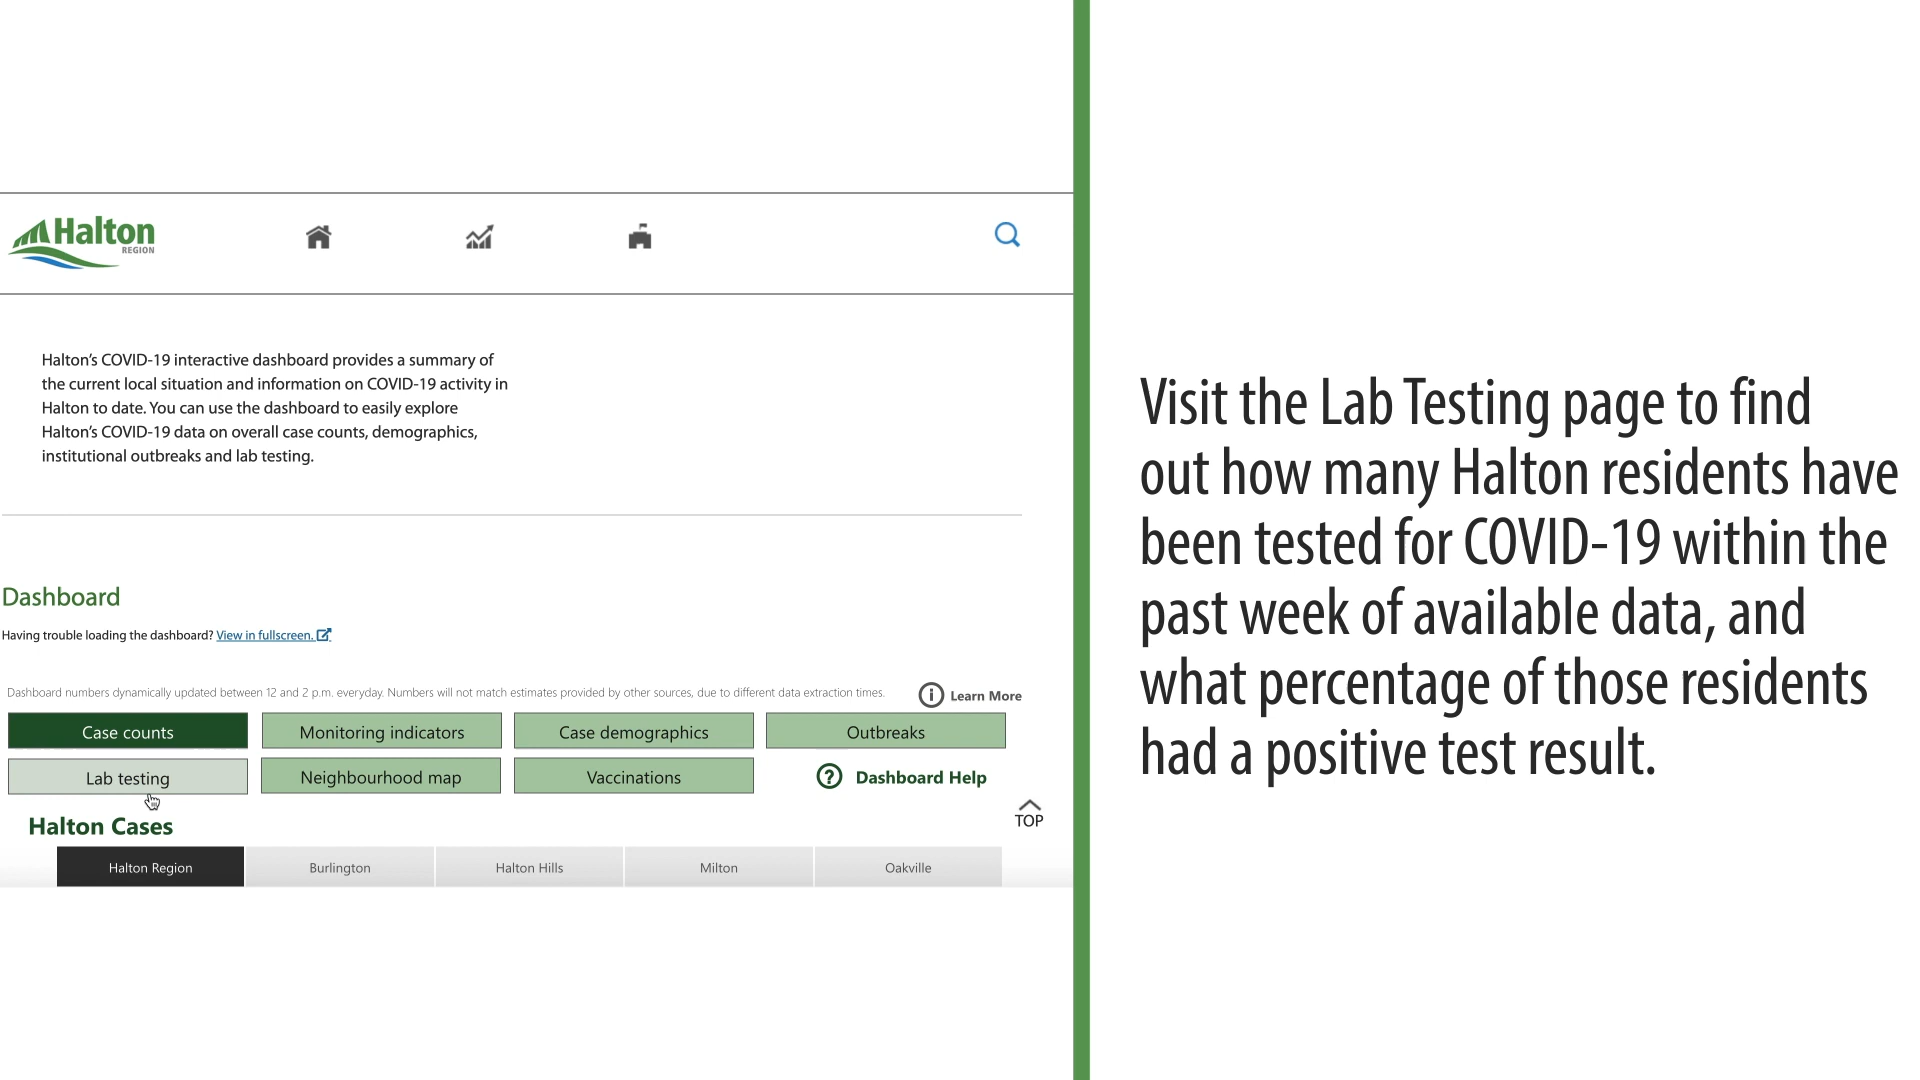 Halton
REGION
Halton's COVID-19 interactive dashboard provides a summary of
the current local situation and information on COVID-19 activity in
Halton to date. You can use the dashboard to easily explore
Halton's COVID-19 data on overall case counts, demographics,
institutional outbreaks and lab testing.
Dashboard
Having trouble loading the dashboard? View in fullscreen.
Dashboard numbers dynamically updated between 12 and 2 p.m. everyday. Numbers will not match estimates provided by other sources, due to different data extraction times.
Learn More
Case counts Monitoring indicators Case demographics Outbreaks
Lab testing Neighbourhood map Vaccinations Dashboard Help
TOP
Halton Cases
Halton Region Burlington Halton Hills Milton Oakville
Visit the Lab Testing page to find
out how many Halton residents have
been tested for COVID-19 within the
past week of available data, and
what percentage of those residents
had a positive test result.